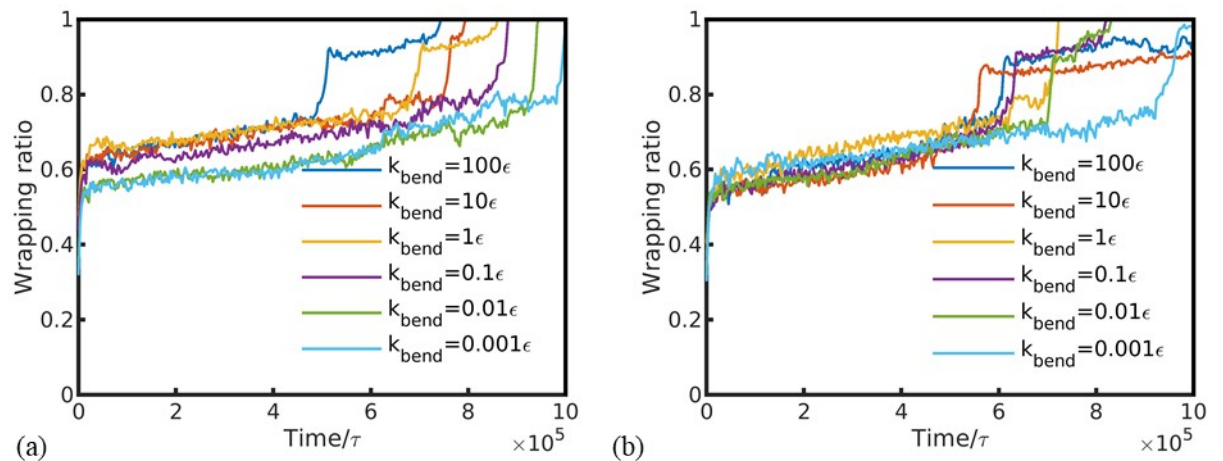 1
0.8
0.6
0.4
0.2
0
Wrapping ratio
k_bend=100ϵ
k_bend=10ϵ
k_bend=1ϵ
k_bend=0.1ϵ
k_bend=0.01ϵ
k_bend=0.001ϵ
0 2 4 6 8 10
Time/τ
×10^5
(a)
1
0.8
0.6
0.4
0.2
0
Wrapping ratio
k_bend=100ϵ
k_bend=10ϵ
k_bend=1ϵ
k_bend=0.1ϵ
k_bend=0.01ϵ
k_bend=0.001ϵ
0 2 4 6 8 10
Time/τ
×10^5
(b)